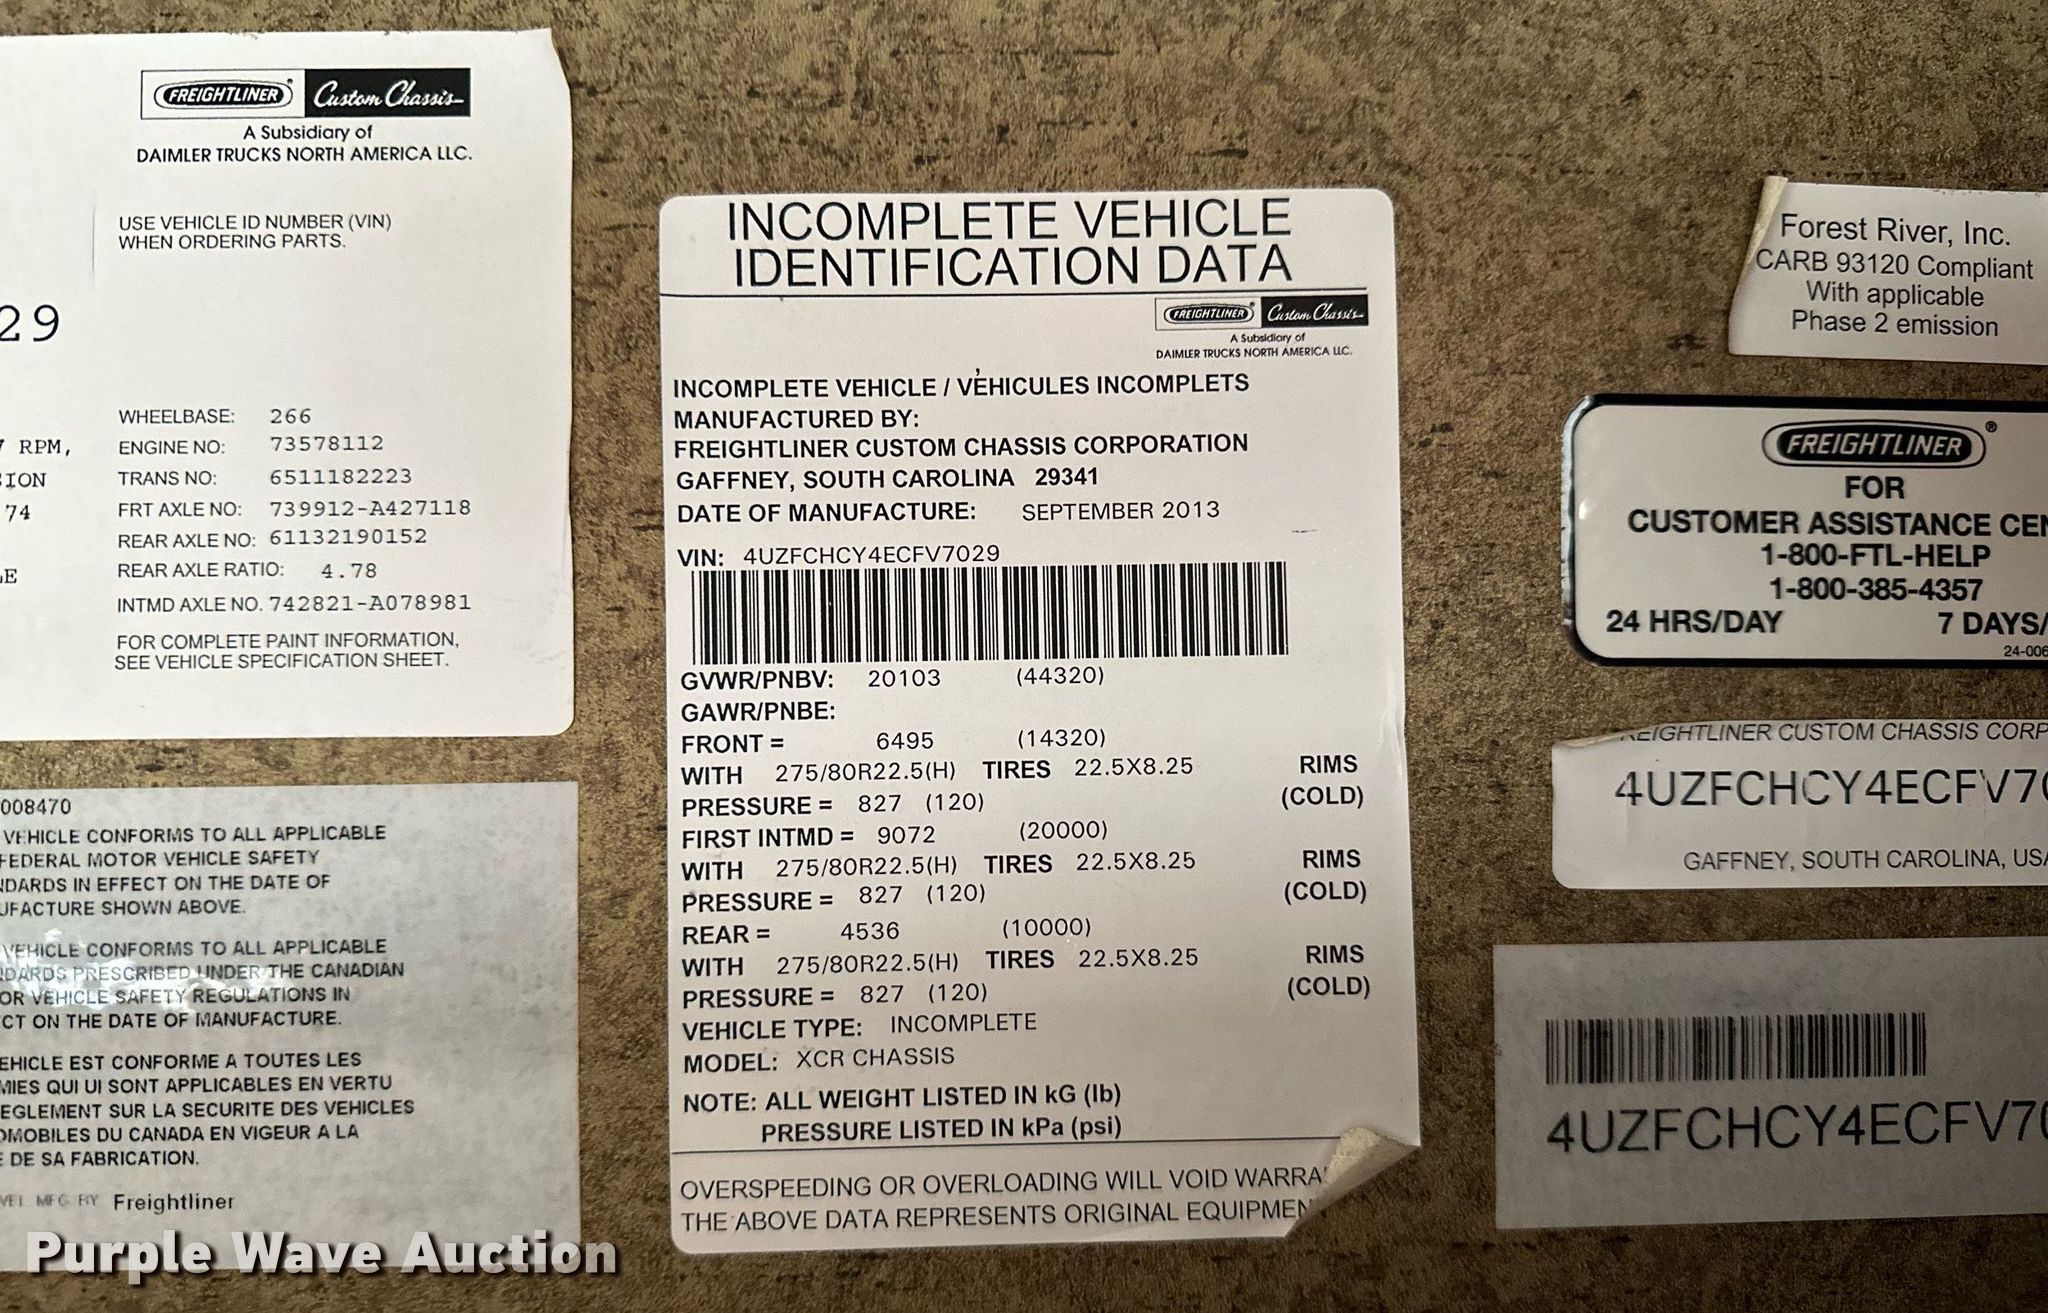 FREIGHTLINER® Custom Chassis
A Subsidiary of
DAIMLER TRUCKS NORTH AMERICA LLC.
USE VEHICLE ID NUMBER (VIN)
WHEN ORDERING PARTS.
29
WHEELBASE: 266
RPM, ENGINE NO: 73578112
TRANS NO: 6511182223
74 FRT AXLE NO: 739912-A427118
REAR AXLE NO: 61132190152
REAR AXLE RATIO: 4.78
INTMD AXLE NO. 742821-A078981
FOR COMPLETE PAINT INFORMATION,
SEE VEHICLE SPECIFICATION SHEET.
008470
VEHICLE CONFORMS TO ALL APPLICABLE
FEDERAL MOTOR VEHICLE SAFETY
NDARDS IN EFFECT ON THE DATE OF
UFACTURE SHOWN ABOVE.
VEHICLE CONFORMS TO ALL APPLICABLE
NDARDS PRESCRIBED UNDER THE CANADIAN
OR VEHICLE SAFETY REGULATIONS IN
CT ON THE DATE OF MANUFACTURE.
EHICLE EST CONFORME A TOUTES LES
MIES QUI UI SONT APPLICABLES EN VERTU
EGLEMENT SUR LA SECURITE DES VEHICLES
OMOBILES DU CANADA EN VIGEUR A LA
DE SA FABRICATION.
MFG BY Freightliner
INCOMPLETE VEHICLE
IDENTIFICATION DATA
FREIGHTLINER® Custom Chassis
A Subsidiary of
DAIMLER TRUCKS NORTH AMERICA LLC.
INCOMPLETE VEHICLE / VÉHICULES INCOMPLETS
MANUFACTURED BY:
FREIGHTLINER CUSTOM CHASSIS CORPORATION
GAFFNEY, SOUTH CAROLINA 29341
DATE OF MANUFACTURE: SEPTEMBER 2013
VIN: 4UZFCHCY4ECFV7029
GVWR/PNBV: 20103 (44320)
GAWR/PNBE:
FRONT = 6495 (14320)
WITH 275/80R22.5(H) TIRES 22.5X8.25 RIMS
PRESSURE = 827 (120) (COLD)
FIRST INTMD = 9072 (20000)
WITH 275/80R22.5(H) TIRES 22.5X8.25 RIMS
PRESSURE = 827 (120) (COLD)
REAR = 4536 (10000)
WITH 275/80R22.5(H) TIRES 22.5X8.25 RIMS
PRESSURE = 827 (120) (COLD)
VEHICLE TYPE: INCOMPLETE
MODEL: XCR CHASSIS
NOTE: ALL WEIGHT LISTED IN kG (lb)
PRESSURE LISTED IN kPa (psi)
OVERSPEEDING OR OVERLOADING WILL VOID WARRA
THE ABOVE DATA REPRESENTS ORIGINAL EQUIPMEN
Forest River, Inc.
CARB 93120 Compliant
With applicable
Phase 2 emission
FREIGHTLINER®
FOR
CUSTOMER ASSISTANCE CEN
1-800-FTL-HELP
1-800-385-4357
24 HRS/DAY 7 DAYS/
24-006
REIGHTLINER CUSTOM CHASSIS CORP
4UZFCHCY4ECFV70
GAFFNEY, SOUTH CAROLINA, USA
4UZFCHCY4ECFV70
Purple Wave Auction